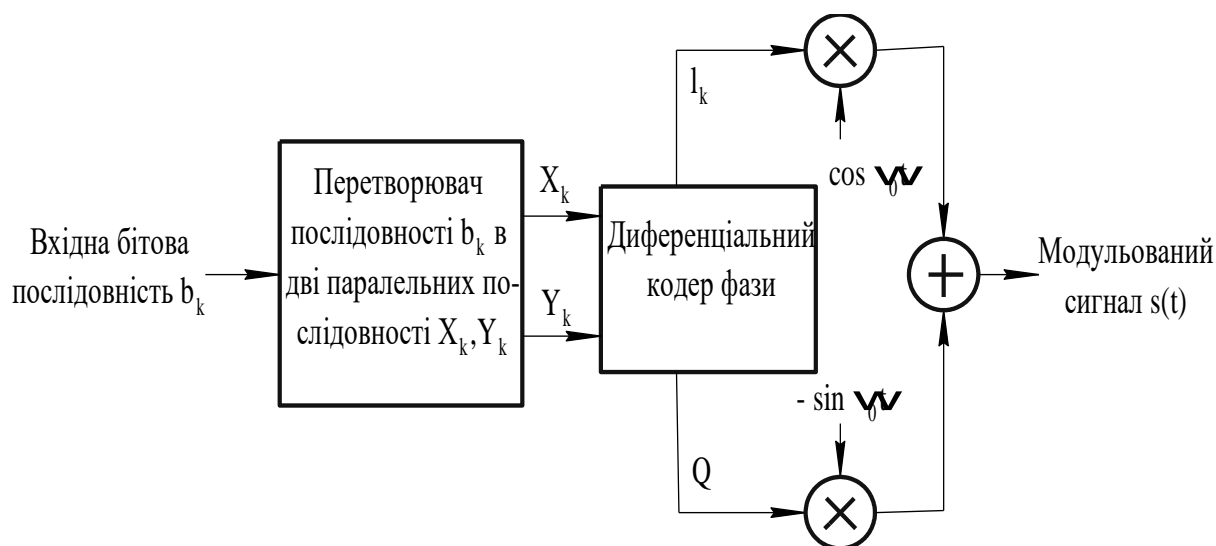 Вхідна бітова
послідовність b_k
Перетворювач
послідовності b_k в
дві паралельних по-
слідовності X_k,Y_k
X_k
Y_k
Диференціальний
кодер фази
l_k
Q
cos
- sin
Модульований
сигнал s(t)